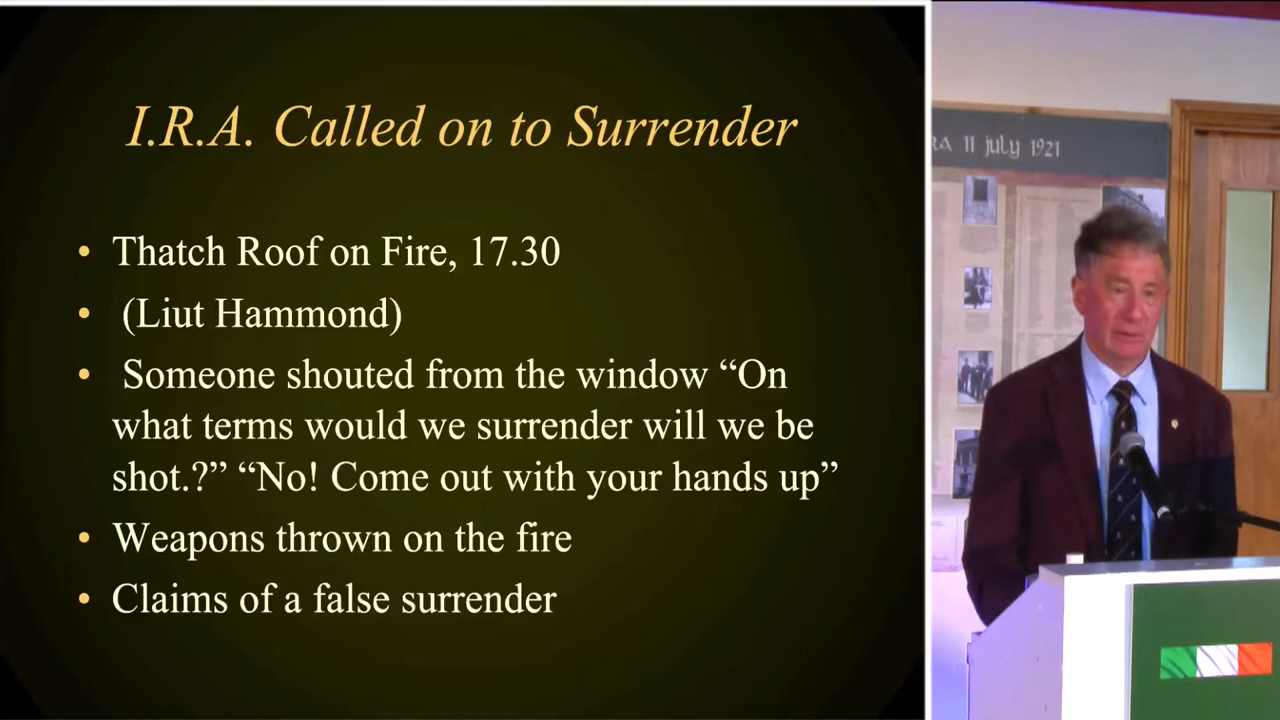 I.R.A. Called on to Surrender
• Thatch Roof on Fire, 17.30
• (Liut Hammond)
• Someone shouted from the window “On
what terms would we surrender will we be
shot.?” “No! Come out with your hands up”
• Weapons thrown on the fire
• Claims of a false surrender
RA 11 july 1921